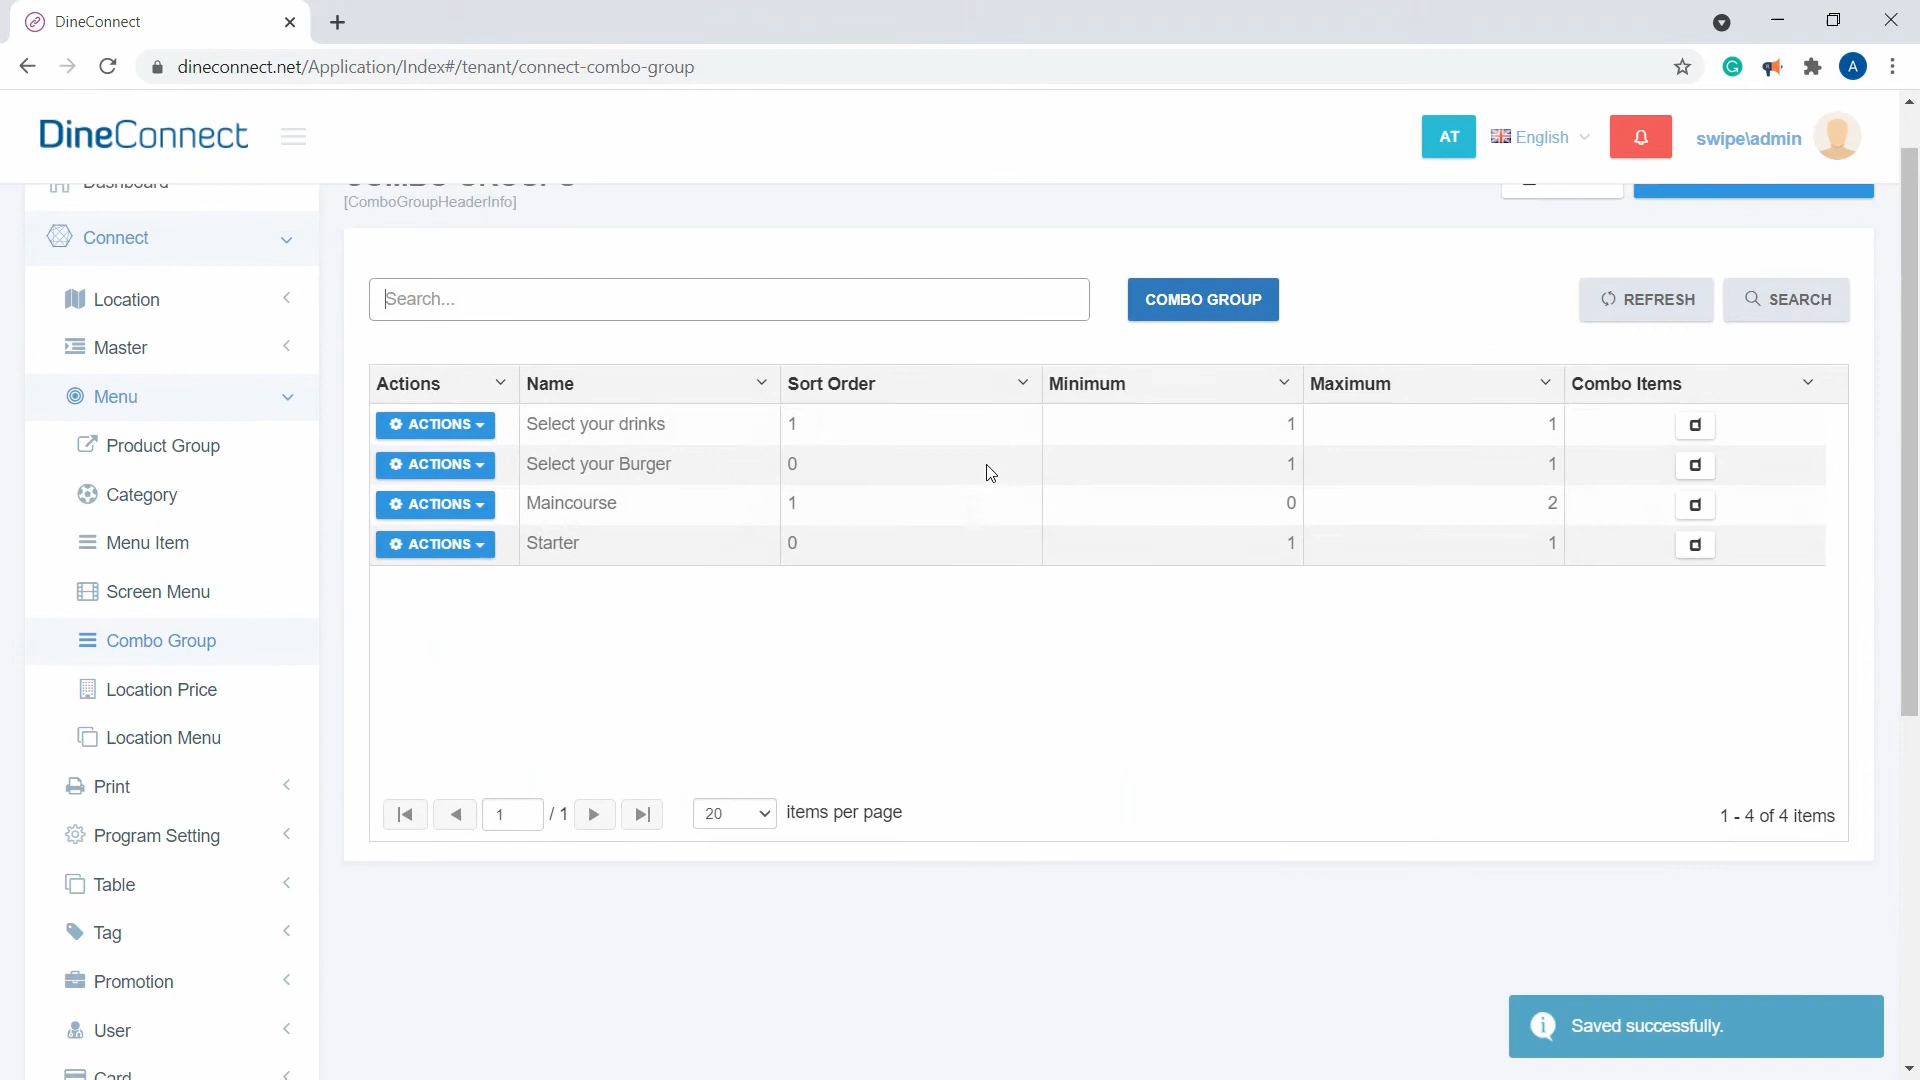 DineConnect
dineconnect.net/Application/Index#/tenant/connect-combo-group
A
DineConnect
AT
English
swipe\admin
Dashboard
[ComboGroupHeaderInfo]
Connect
Location
Master
Menu
Product Group
Category
Menu Item
Screen Menu
Combo Group
Location Price
Location Menu
Print
Program Setting
Table
Tag
Promotion
User
Card
Search...
COMBO GROUP
REFRESH
SEARCH
Actions Name Sort Order Minimum Maximum Combo Items
ACTIONS Select your drinks 1 1 1
ACTIONS Select your Burger 0 1 1
ACTIONS Maincourse 1 0 2
ACTIONS Starter 0 1 1
1 / 1 20 items per page 1 - 4 of 4 items
Saved successfully.